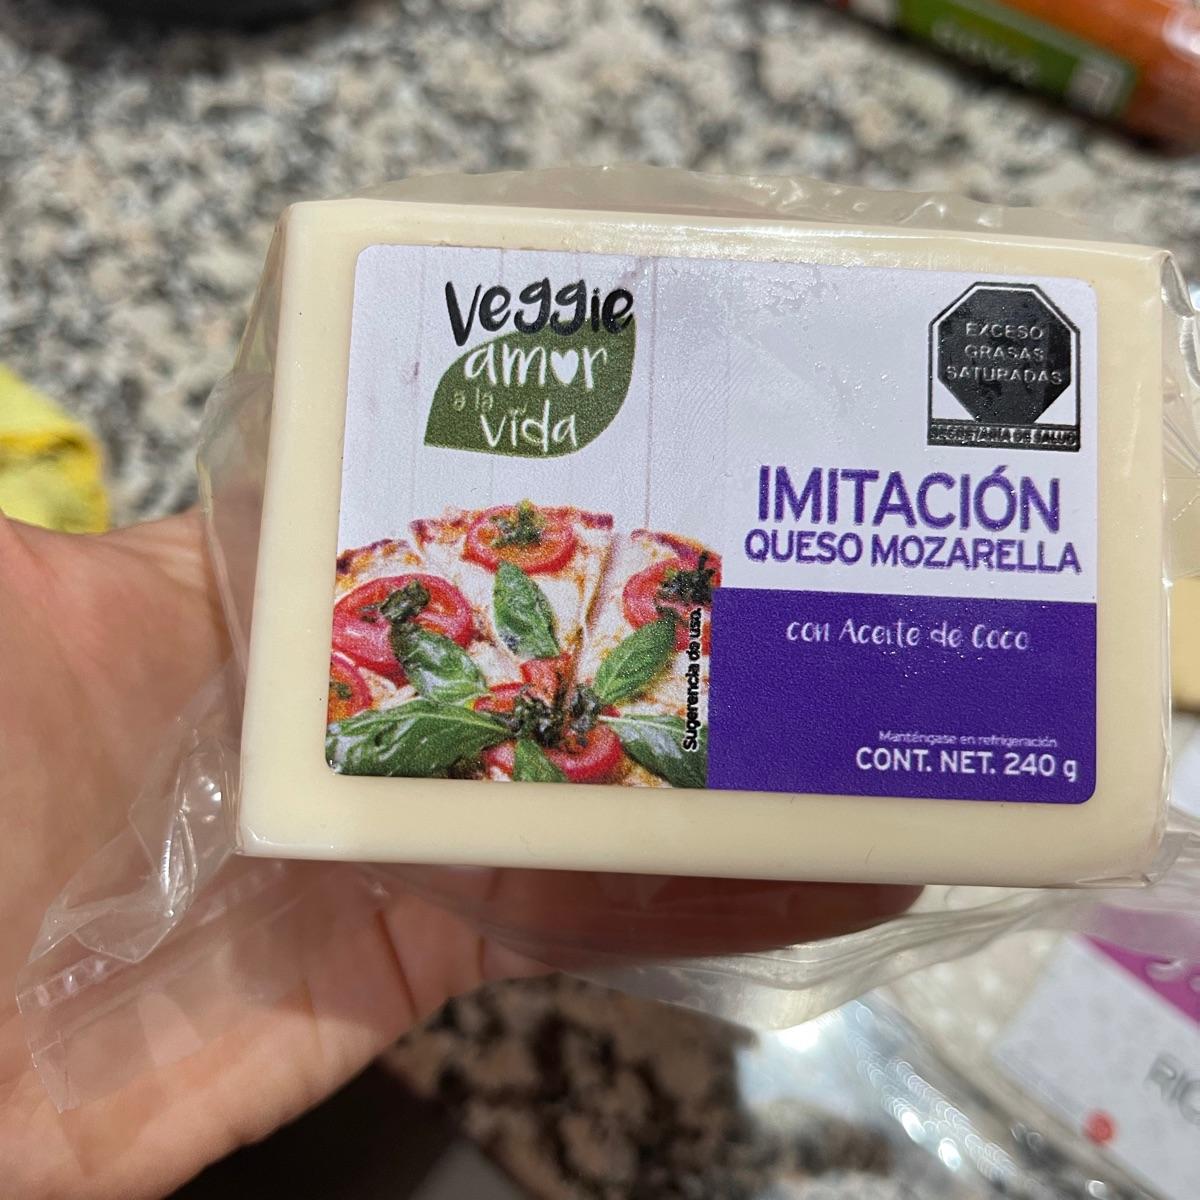 Veggie
amor
a la
vida
EXCESO
GRASAS
SATURADAS
SECRETARÍA DE SALUD
IMITACIÓN
QUESO MOZARELLA
con Aceite de Coco
Sugerencia de uso.
Manténgase en refrigeración
CONT. NET. 240 g